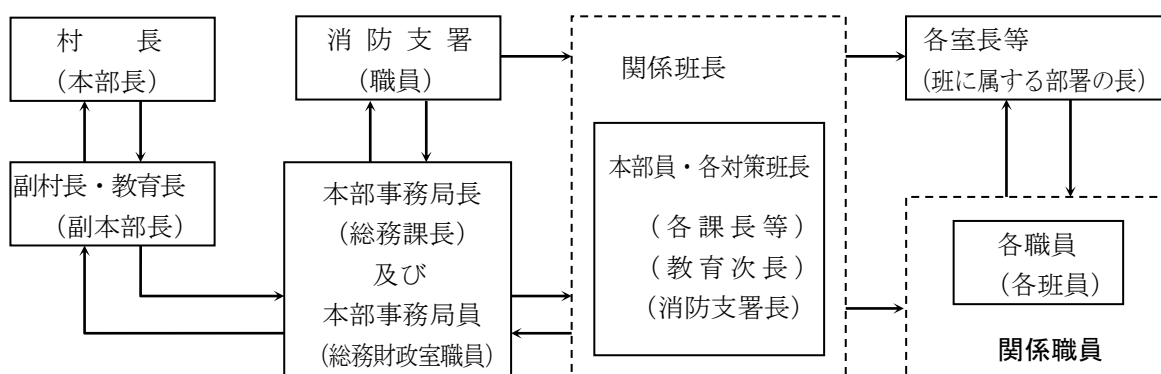 村　　長
（本部長）
副村長・教育長
（副本部長）
消 防 支 署
（職員）
本部事務局長
（総務課長）
及び
本部事務局員
（総務財政室職員）
関係班長
本部員・各対策班長
（各課長等）
（教育次長）
（消防支署長）
各室長等
（班に属する部署の長）
各職員
（各班員）
関係職員